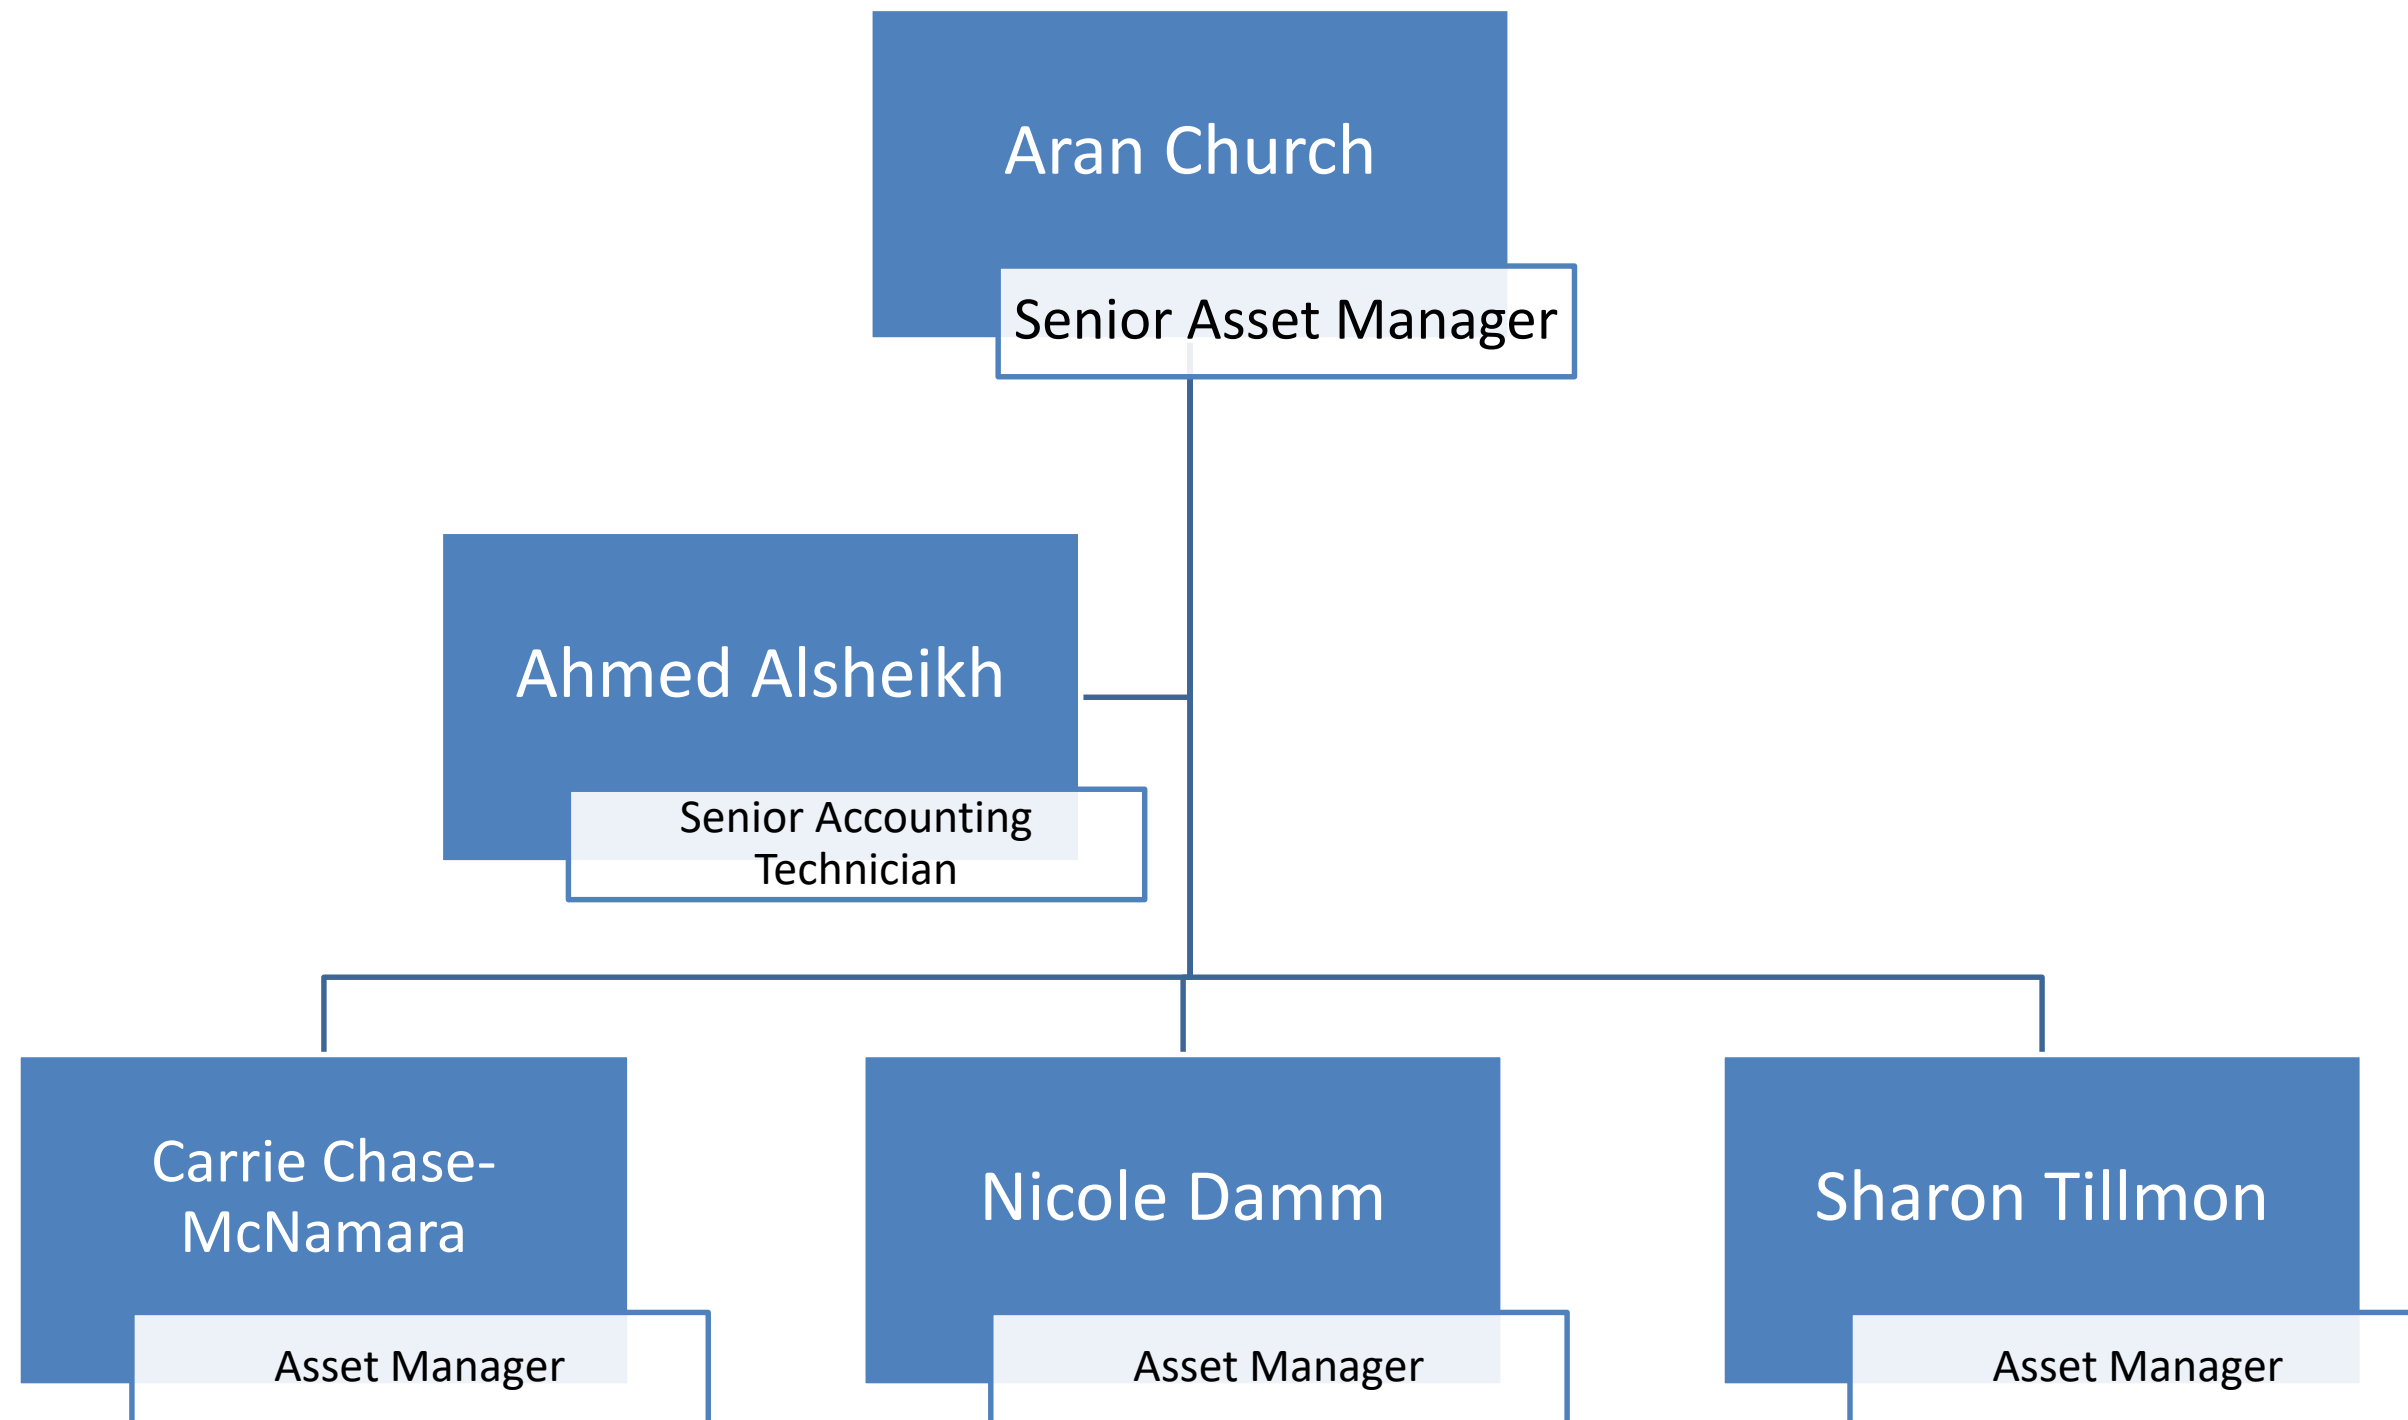 Aran Church
Senior Asset Manager
Ahmed Alsheikh
Senior Accounting
Technician
Carrie Chase-
McNamara
Asset Manager
Nicole Damm
Asset Manager
Sharon Tillmon
Asset Manager